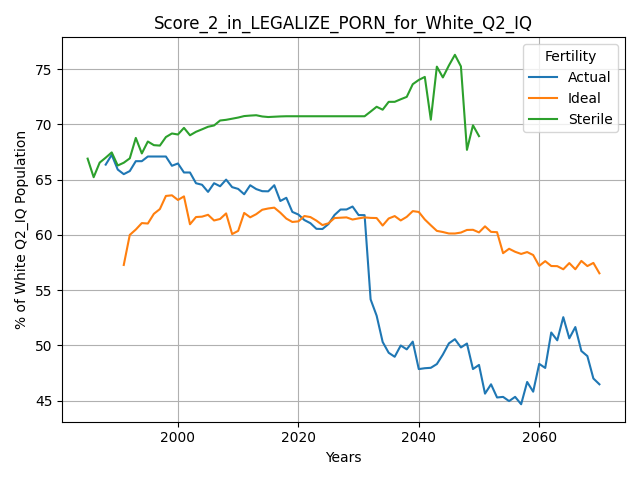 Score_2_in_LEGALIZE_PORN_for_White_Q2_IQ
Fertility
Actual
Ideal
Sterile
% of White Q2_IQ Population
75
70
65
60
55
50
45
2000
2020
2040
2060
Years